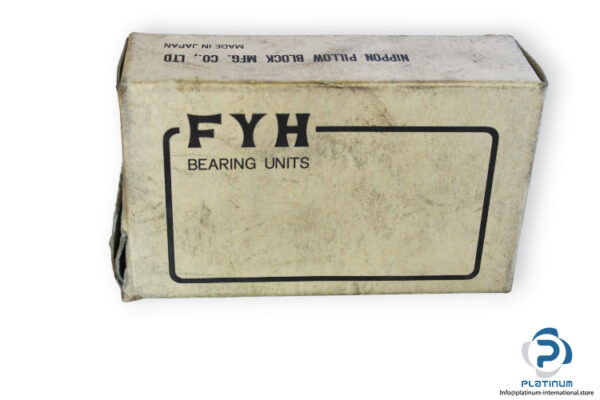 NIPPON PILLOW BLOCK MFG. CO., LTD
MADE IN JAPAN
FYH
BEARING UNITS
PLATINUM
Info@platinum-international.store